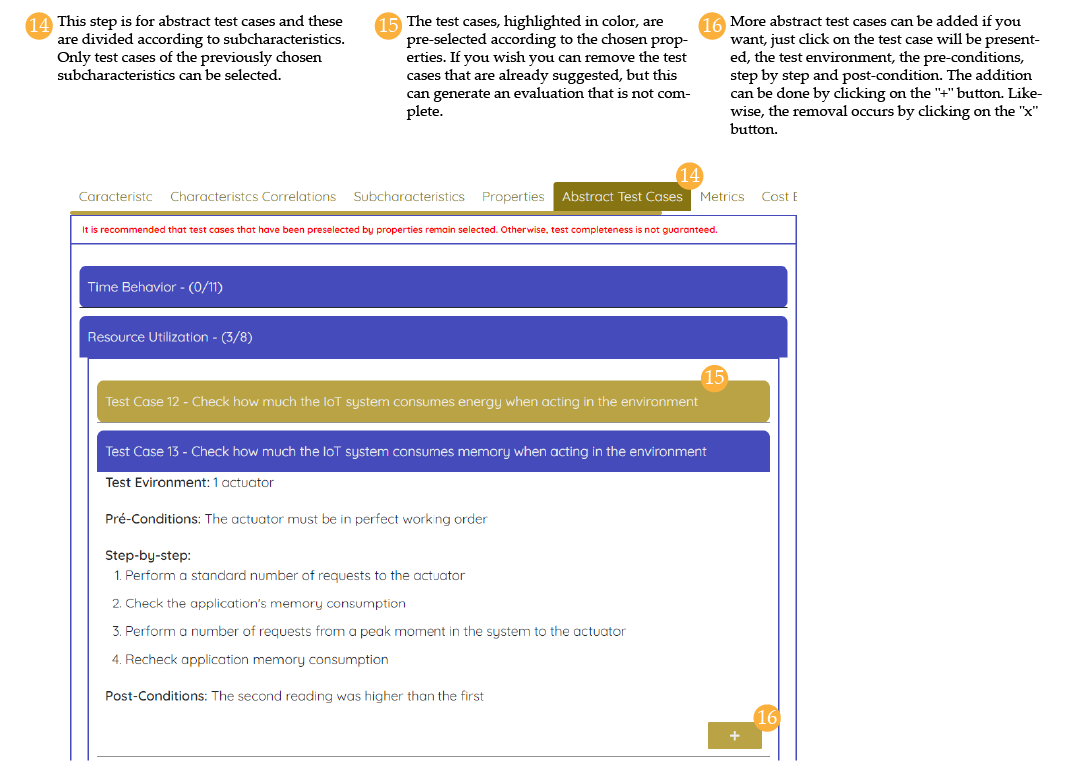 14 This step is for abstract test cases and these
are divided according to subcharacteristics.
Only test cases of the previously chosen
subcharacteristics can be selected.
15 The test cases, highlighted in color, are
pre-selected according to the chosen prop-
erties. If you wish you can remove the test
cases that are already suggested, but this
can generate an evaluation that is not com-
plete.
16 More abstract test cases can be added if you
want, just click on the test case will be present-
ed, the test environment, the pre-conditions,
step by step and post-condition. The addition
can be done by clicking on the "+" button. Like-
wise, the removal occurs by clicking on the "x"
button.
14
Caracteristc Characteristcs Correlations Subcharacteristics Properties Abstract Test Cases Metrics Cost E
It is recommended that test cases that have been preselected by properties remain selected. Otherwise, test completeness is not guaranteed.
Time Behavior - (0/11)
Resource Utilization - (3/8)
15
Test Case 12 - Check how much the IoT system consumes energy when acting in the environment
Test Case 13 - Check how much the IoT system consumes memory when acting in the environment
Test Evironment: 1 actuator
Pré-Conditions: The actuator must be in perfect working order
Step-by-step:
1. Perform a standard number of requests to the actuator
2. Check the application's memory consumption
3. Perform a number of requests from a peak moment in the system to the actuator
4. Recheck application memory consumption
Post-Conditions: The second reading was higher than the first
16
+